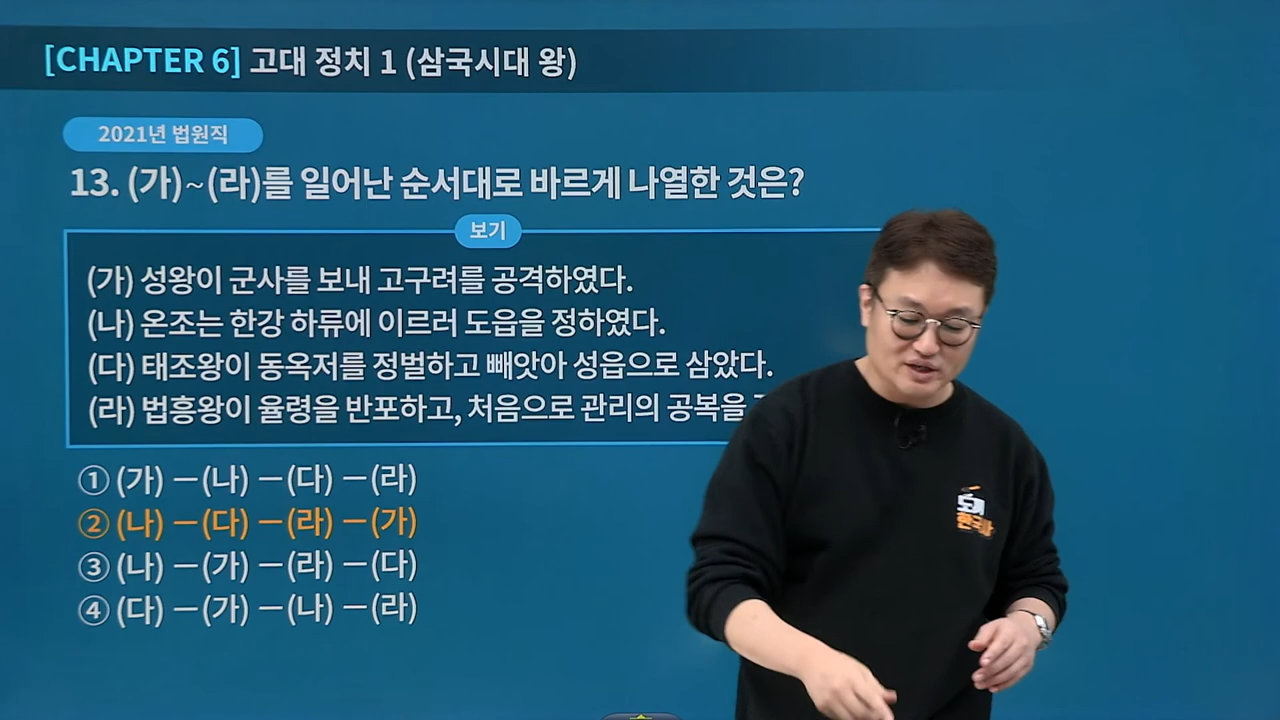 [CHAPTER 6] 고대 정치 1 (삼국시대 왕)
2021년 법원직
13. (가)~(라)를 일어난 순서대로 바르게 나열한 것은?
보기
(가) 성왕이 군사를 보내 고구려를 공격하였다.
(나) 온조는 한강 하류에 이르러 도읍을 정하였다.
(다) 태조왕이 동옥저를 정벌하고 빼앗아 성읍으로 삼았다.
(라) 법흥왕이 율령을 반포하고, 처음으로 관리의 공복을
① (가) – (나) – (다) – (라)
② (나) – (다) – (라) – (가)
③ (나) – (가) – (라) – (다)
④ (다) – (가) – (나) – (라)